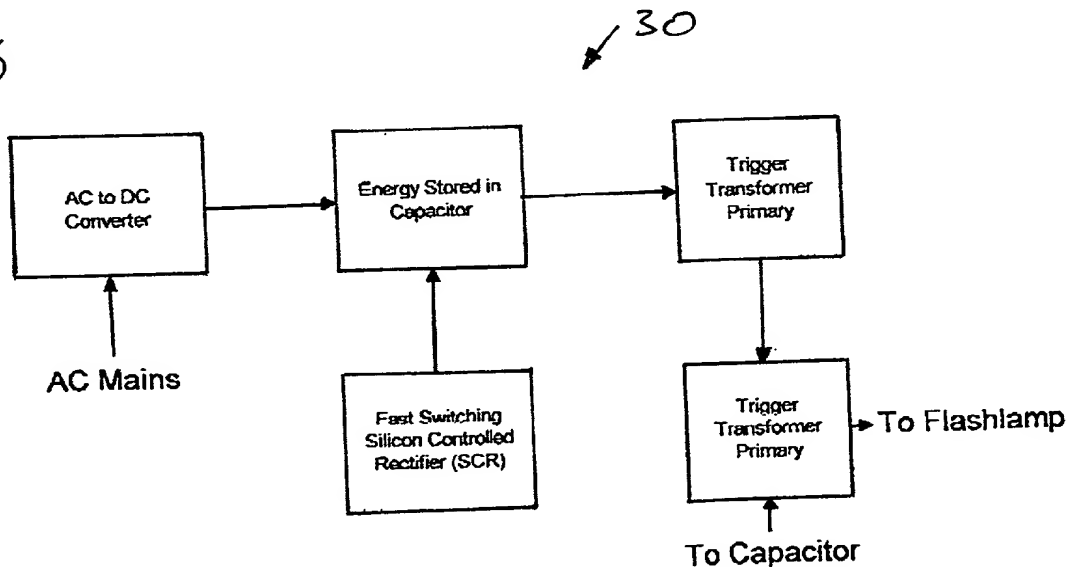 30
AC to DC
Converter
Energy Stored in
Capacitor
Trigger
Transformer
Primary
AC Mains
Fast Switching
Silicon Controlled
Rectifier (SCR)
Trigger
Transformer
Primary
To Flashlamp
To Capacitor